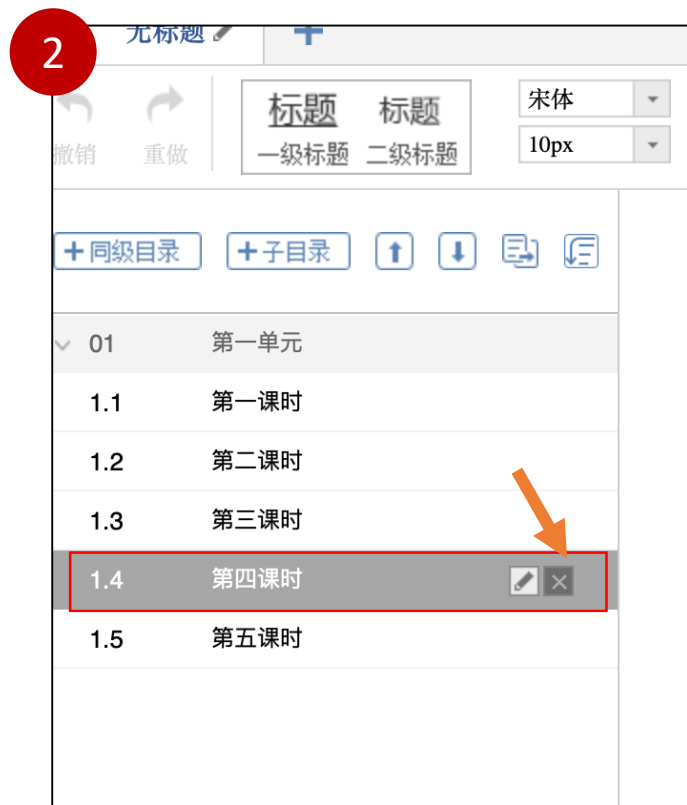 2
无标题
标题 标题
一级标题 二级标题
宋体
10px
撤销 重做
同级目录 子目录
01 第一单元
1.1 第一课时
1.2 第二课时
1.3 第三课时
1.4 第四课时
1.5 第五课时